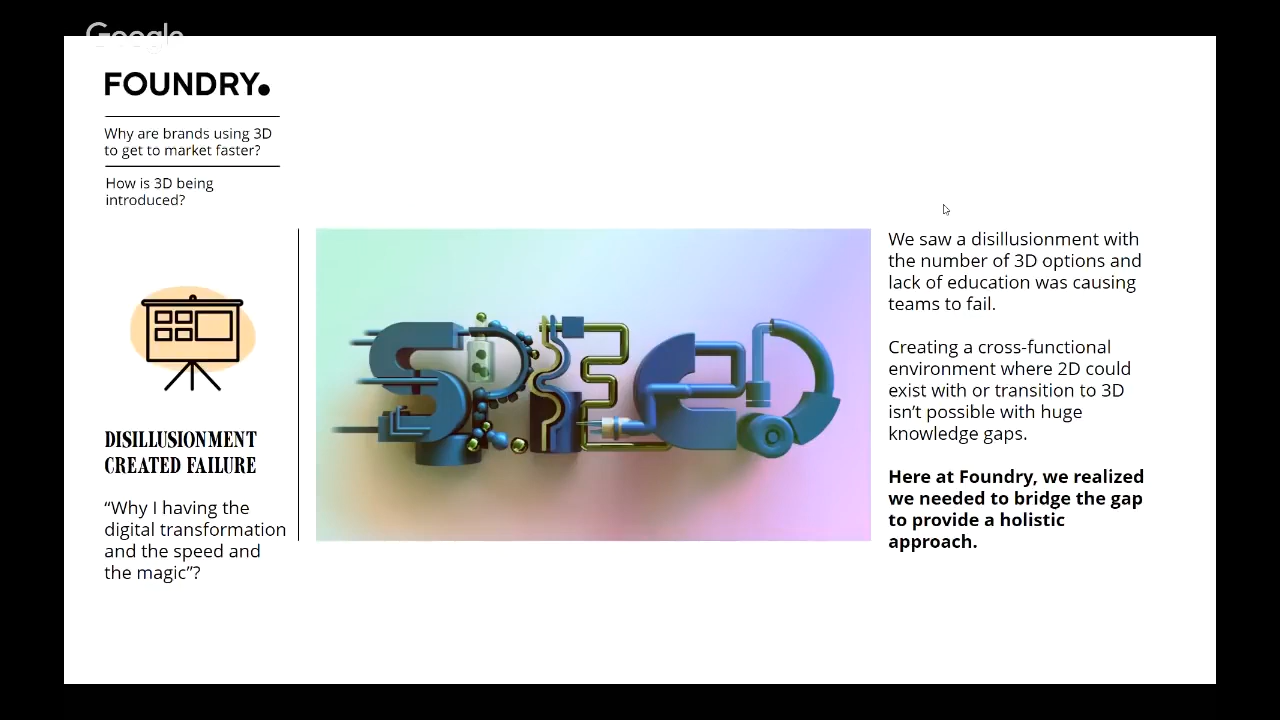 Google
FOUNDRY.
Why are brands using 3D
to get to market faster?
How is 3D being
introduced?
DISILLUSIONMENT
CREATED FAILURE
“Why I having the
digital transformation
and the speed and
the magic”?
SPEED
We saw a disillusionment with
the number of 3D options and
lack of education was causing
teams to fail.
Creating a cross-functional
environment where 2D could
exist with or transition to 3D
isn’t possible with huge
knowledge gaps.
Here at Foundry, we realized
we needed to bridge the gap
to provide a holistic
approach.